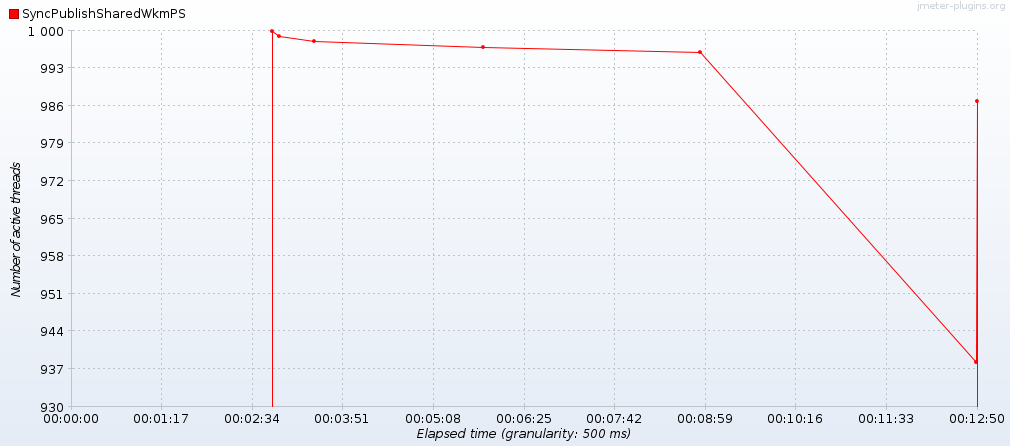 jmeter-plugins.org
SyncPublishSharedWkmPS
1 000
993
986
979
972
965
958
951
944
937
930
Number of active threads
00:00:00 00:01:17 00:02:34 00:03:51 00:05:08 00:06:25 00:07:42 00:08:59 00:10:16 00:11:33 00:12:50
Elapsed time (granularity: 500 ms)